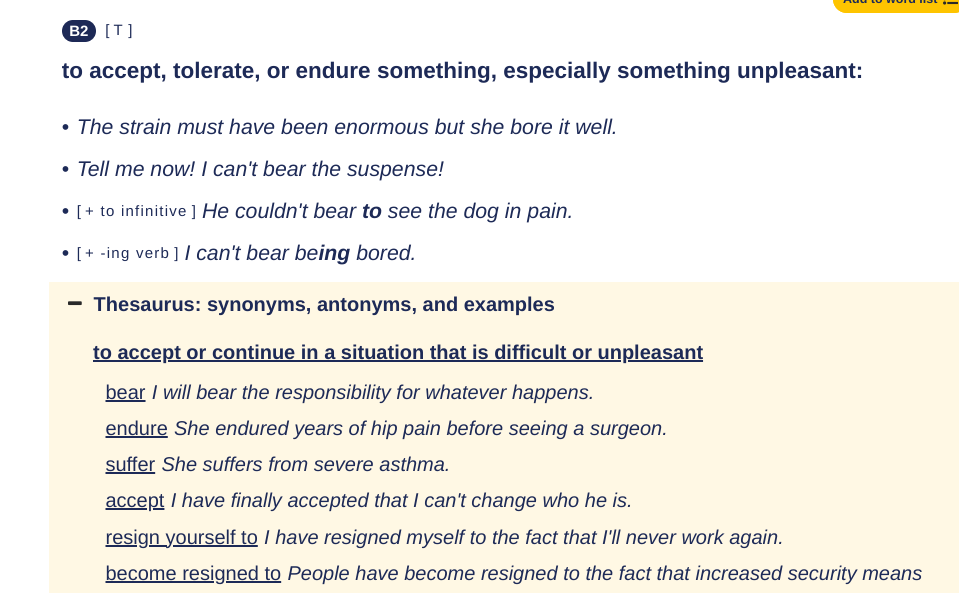 Add to word list
B2 [ T ]
to accept, tolerate, or endure something, especially something unpleasant:
• The strain must have been enormous but she bore it well.
• Tell me now! I can't bear the suspense!
• [ + to infinitive ] He couldn't bear to see the dog in pain.
• [ + -ing verb ] I can't bear being bored.
Thesaurus: synonyms, antonyms, and examples
to accept or continue in a situation that is difficult or unpleasant
bear I will bear the responsibility for whatever happens.
endure She endured years of hip pain before seeing a surgeon.
suffer She suffers from severe asthma.
accept I have finally accepted that I can't change who he is.
resign yourself to I have resigned myself to the fact that I'll never work again.
become resigned to People have become resigned to the fact that increased security means